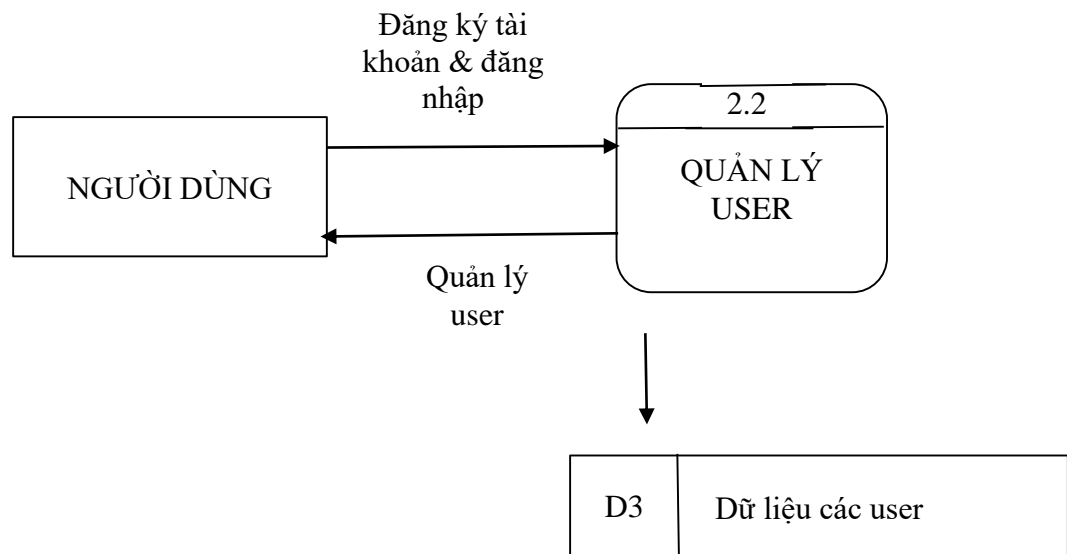 Đăng ký tài
khoản & đăng
nhập
2.2
NGƯỜI DÙNG
QUẢN LÝ
USER
Quản lý
user
D3
Dữ liệu các user